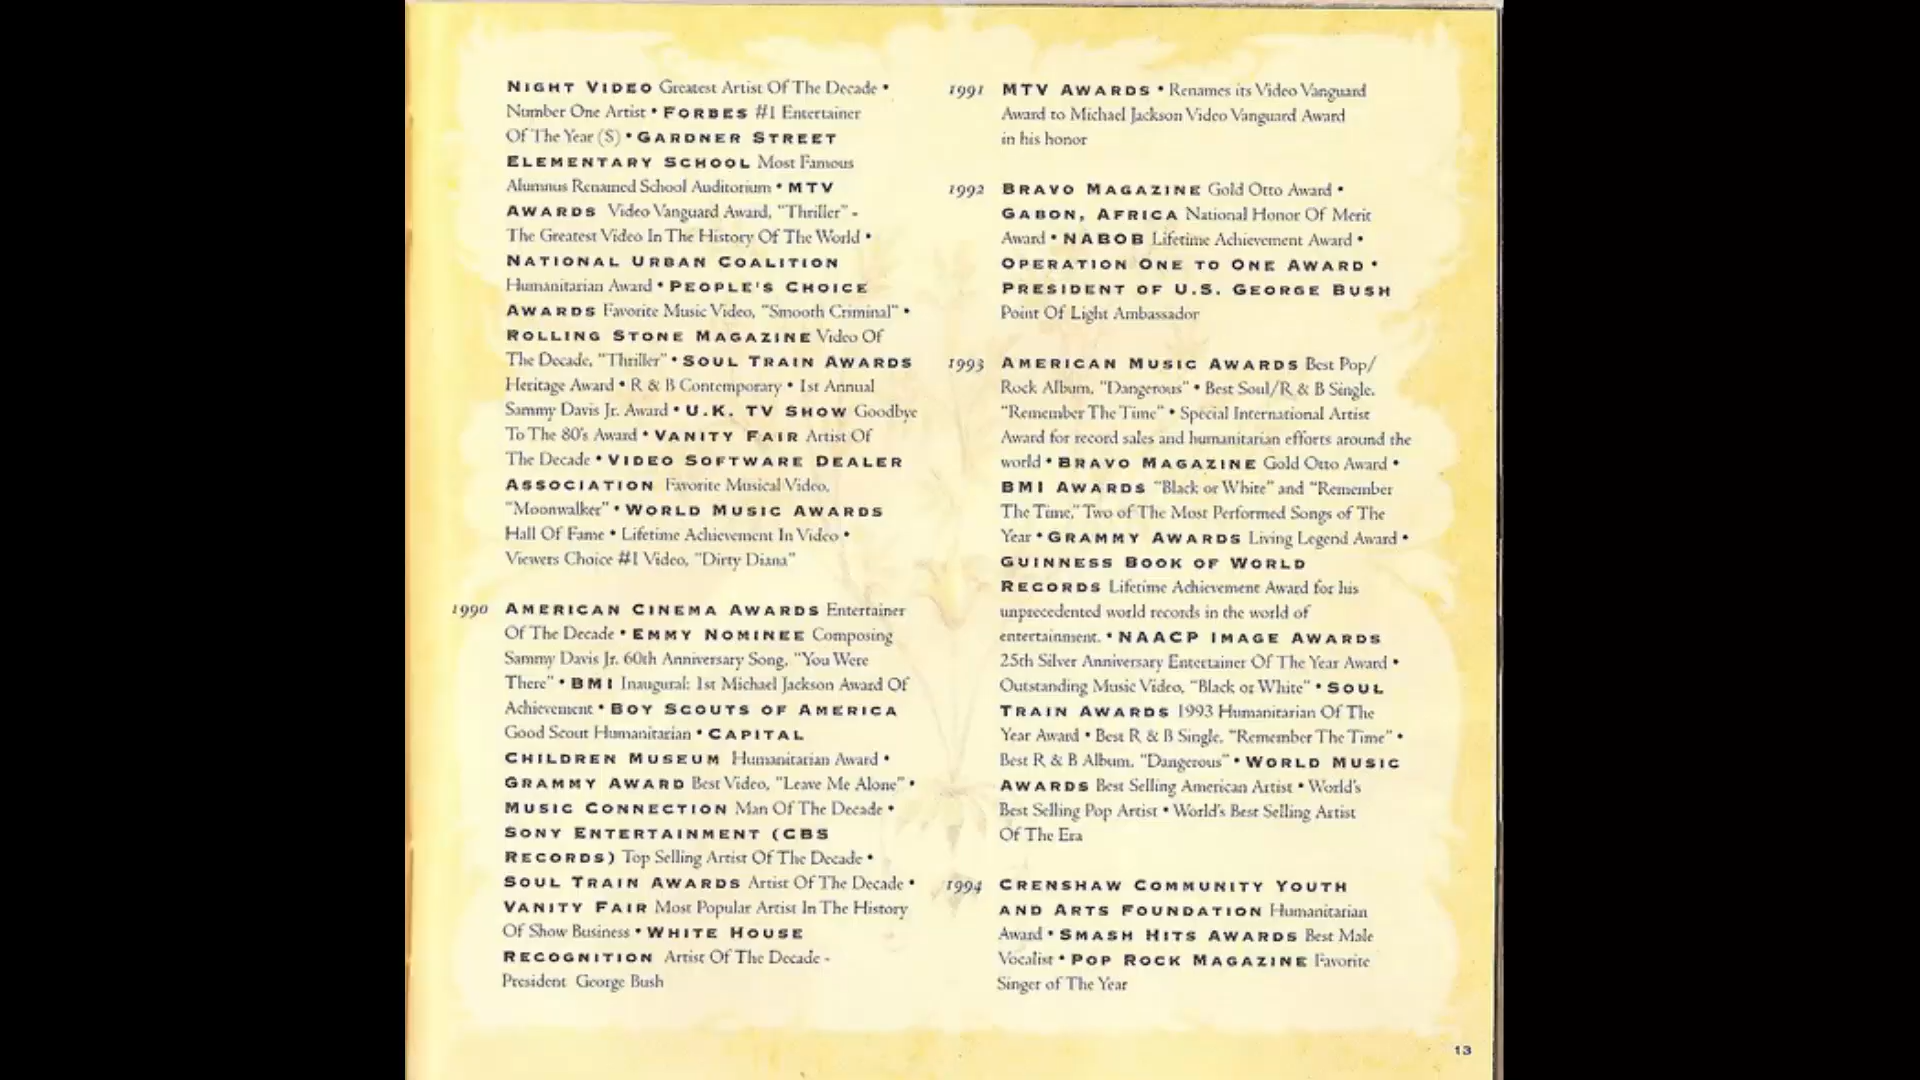 NIGHT VIDEO Greatest Artist Of The Decade •
Number One Artist • FORBES #1 Entertainer
Of The Year ($) • GARDNER STREET
ELEMENTARY SCHOOL Most Famous
Alumnus Renamed School Auditorium • MTV
AWARDS Video Vanguard Award, "Thriller" -
The Greatest Video In The History Of The World •
NATIONAL URBAN COALITION
Humanitarian Award • PEOPLE'S CHOICE
AWARDS Favorite Music Video, "Smooth Criminal" •
ROLLING STONE MAGAZINE Video Of
The Decade, "Thriller" • SOUL TRAIN AWARDS
Heritage Award • R & B Contemporary • 1st Annual
Sammy Davis Jr. Award • U.K. TV SHOW Goodbye
To The 80's Award • VANITY FAIR Artist Of
The Decade • VIDEO SOFTWARE DEALER
ASSOCIATION Favorite Musical Video,
"Moonwalker" • WORLD MUSIC AWARDS
Hall Of Fame • Lifetime Achievement In Video •
Viewers Choice #1 Video, "Dirty Diana"
1990 AMERICAN CINEMA AWARDS Entertainer
Of The Decade • EMMY NOMINEE Composing
Sammy Davis Jr. 60th Anniversary Song, "You Were
There" • BMI Inaugural: 1st Michael Jackson Award Of
Achievement • BOY SCOUTS OF AMERICA
Good Scout Humanitarian • CAPITAL
CHILDREN MUSEUM Humanitarian Award •
GRAMMY AWARD Best Video, "Leave Me Alone" •
MUSIC CONNECTION Man Of The Decade •
SONY ENTERTAINMENT (CBS
RECORDS) Top Selling Artist Of The Decade •
SOUL TRAIN AWARDS Artist Of The Decade •
VANITY FAIR Most Popular Artist In The History
Of Show Business • WHITE HOUSE
RECOGNITION Artist Of The Decade -
President George Bush
1991 MTV AWARDS • Renames its Video Vanguard
Award to Michael Jackson Video Vanguard Award
in his honor
1992 BRAVO MAGAZINE Gold Otto Award •
GABON, AFRICA National Honor Of Merit
Award • NABOB Lifetime Achievement Award •
OPERATION ONE TO ONE AWARD •
PRESIDENT OF U.S. GEORGE BUSH
Point Of Light Ambassador
1993 AMERICAN MUSIC AWARDS Best Pop/
Rock Album, "Dangerous" • Best Soul/R & B Single,
"Remember The Time" • Special International Artist
Award for record sales and humanitarian efforts around the
world • BRAVO MAGAZINE Gold Otto Award •
BMI AWARDS "Black or White" and "Remember
The Time," Two of The Most Performed Songs of The
Year • GRAMMY AWARDS Living Legend Award •
GUINNESS BOOK OF WORLD
RECORDS Lifetime Achievement Award for his
unprecedented world records in the world of
entertainment. • NAACP IMAGE AWARDS
25th Silver Anniversary Entertainer Of The Year Award •
Outstanding Music Video, "Black or White" • SOUL
TRAIN AWARDS 1993 Humanitarian Of The
Year Award • Best R & B Single, "Remember The Time" •
Best R & B Album, "Dangerous" • WORLD MUSIC
AWARDS Best Selling American Artist • World's
Best Selling Pop Artist • World's Best Selling Artist
Of The Era
1994 CRENSHAW COMMUNITY YOUTH
AND ARTS FOUNDATION Humanitarian
Award • SMASH HITS AWARDS Best Male
Vocalist • POP ROCK MAGAZINE Favorite
Singer of The Year
13